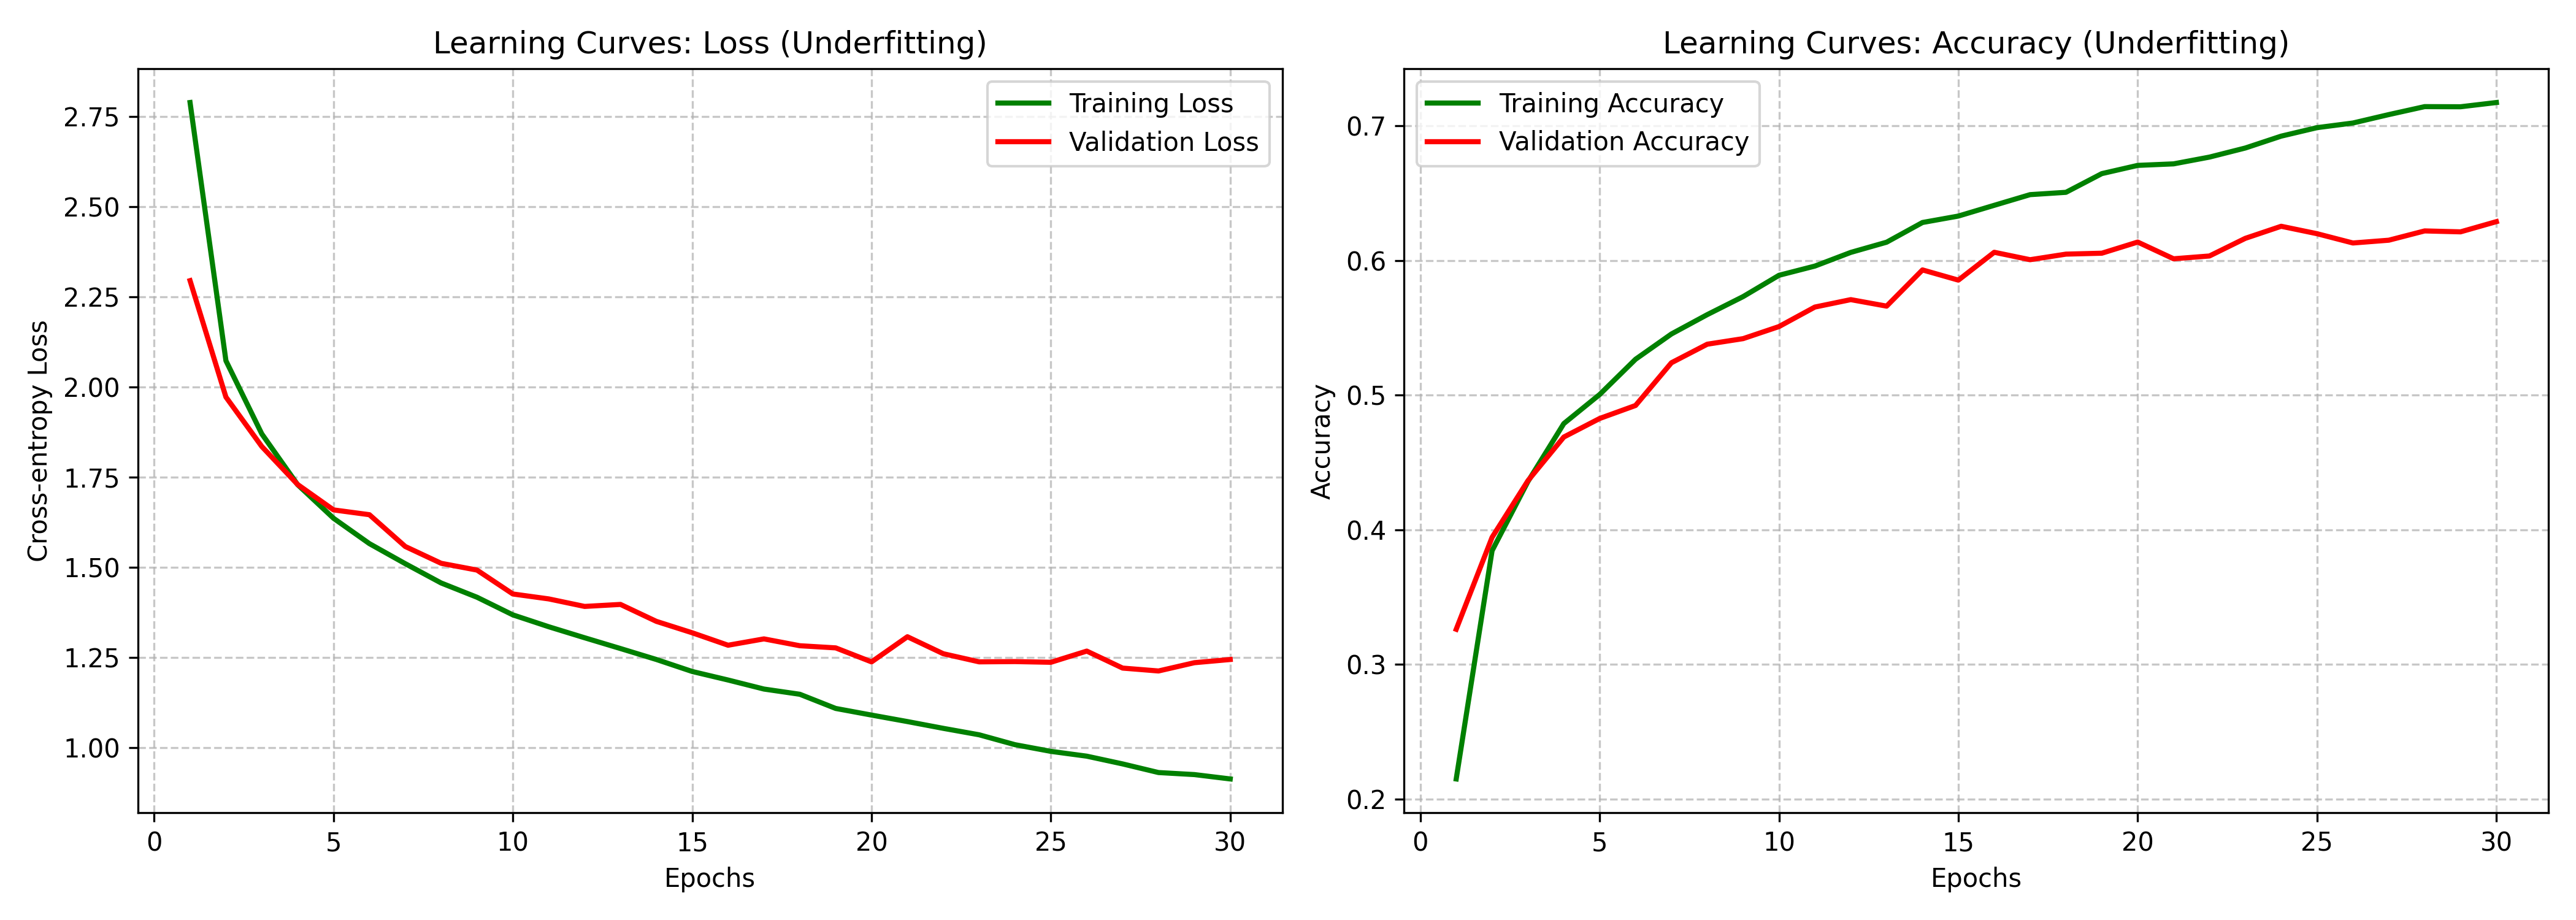 Learning Curves: Loss (Underfitting)
Training Loss
Validation Loss
Cross-entropy Loss
2.75
2.50
2.25
2.00
1.75
1.50
1.25
1.00
0 5 10 15 20 25 30
Epochs
Learning Curves: Accuracy (Underfitting)
Training Accuracy
Validation Accuracy
Accuracy
0.7
0.6
0.5
0.4
0.3
0.2
0 5 10 15 20 25 30
Epochs